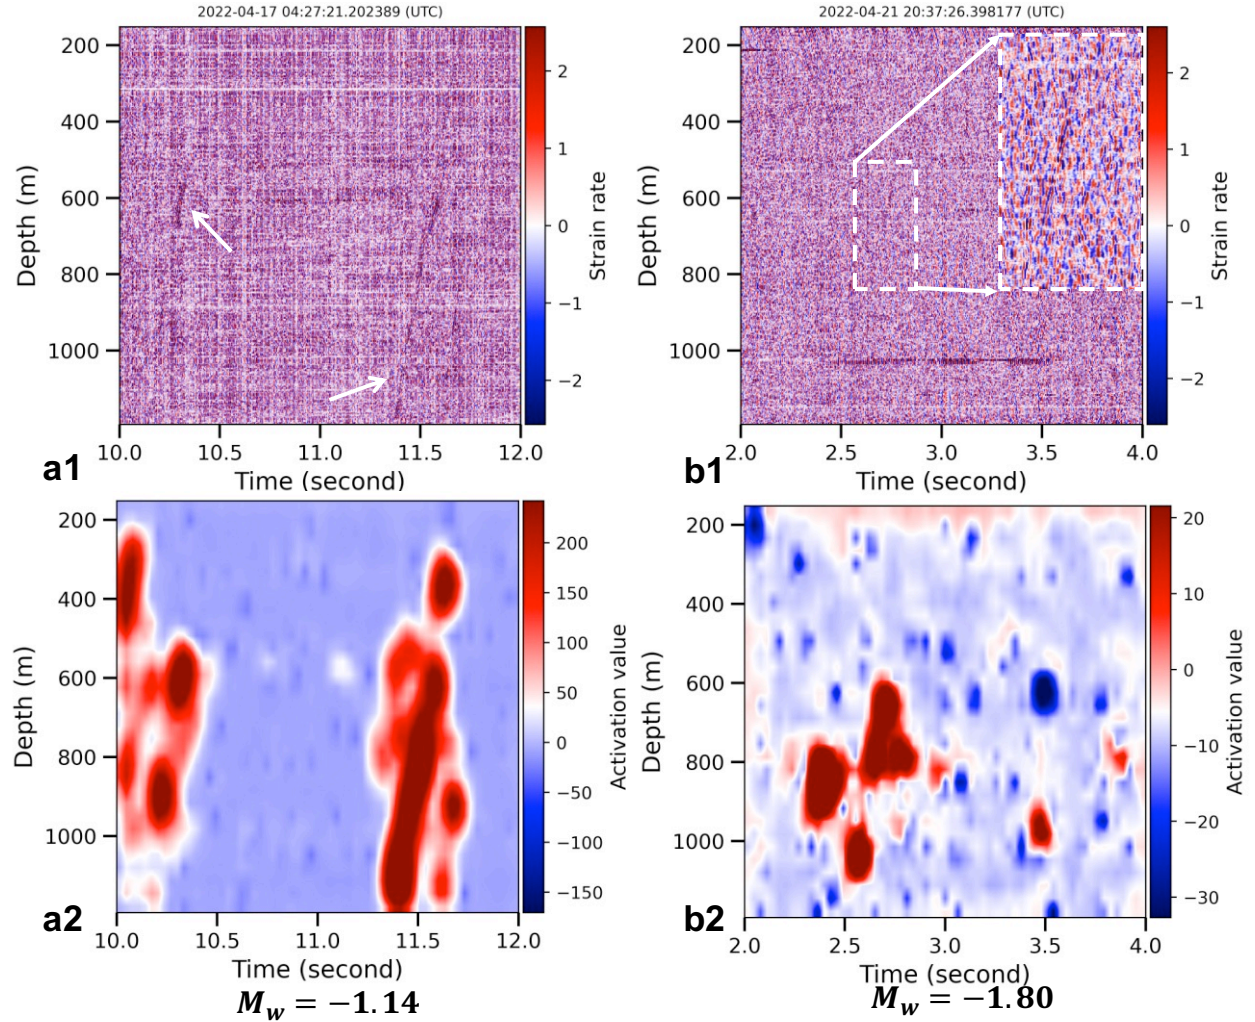 2022-04-17 04:27:21.202389 (UTC)
200
400
600
800
1000
Depth (m)
10.0 10.5 11.0 11.5 12.0
Time (second)
2
1
0
−1
−2
Strain rate
a1
2022-04-21 20:37:26.398177 (UTC)
200
400
600
800
1000
Depth (m)
2.0 2.5 3.0 3.5 4.0
Time (second)
2
1
0
−1
−2
Strain rate
b1
200
400
600
800
1000
Depth (m)
10.0 10.5 11.0 11.5 12.0
Time (second)
200
150
100
50
0
−50
−100
−150
Activation value
a2
M_w = −1.14
200
400
600
800
1000
Depth (m)
2.0 2.5 3.0 3.5 4.0
Time (second)
20
10
0
−10
−20
−30
Activation value
b2
M_w = −1.80